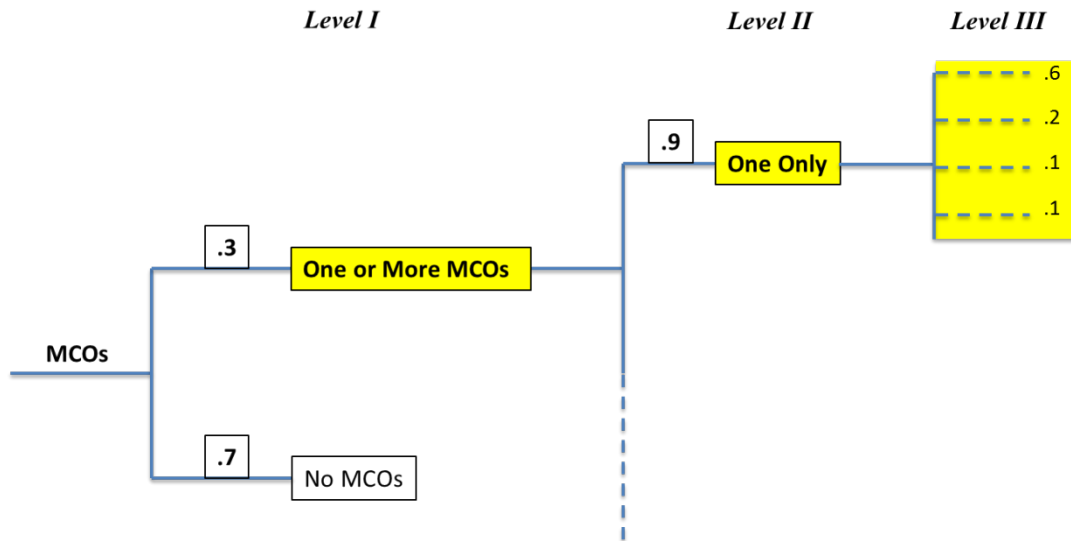 Level I
Level II
Level III
.6
.2
.1
.1
.9
One Only
.3
One or More MCOs
MCOs
.7
No MCOs